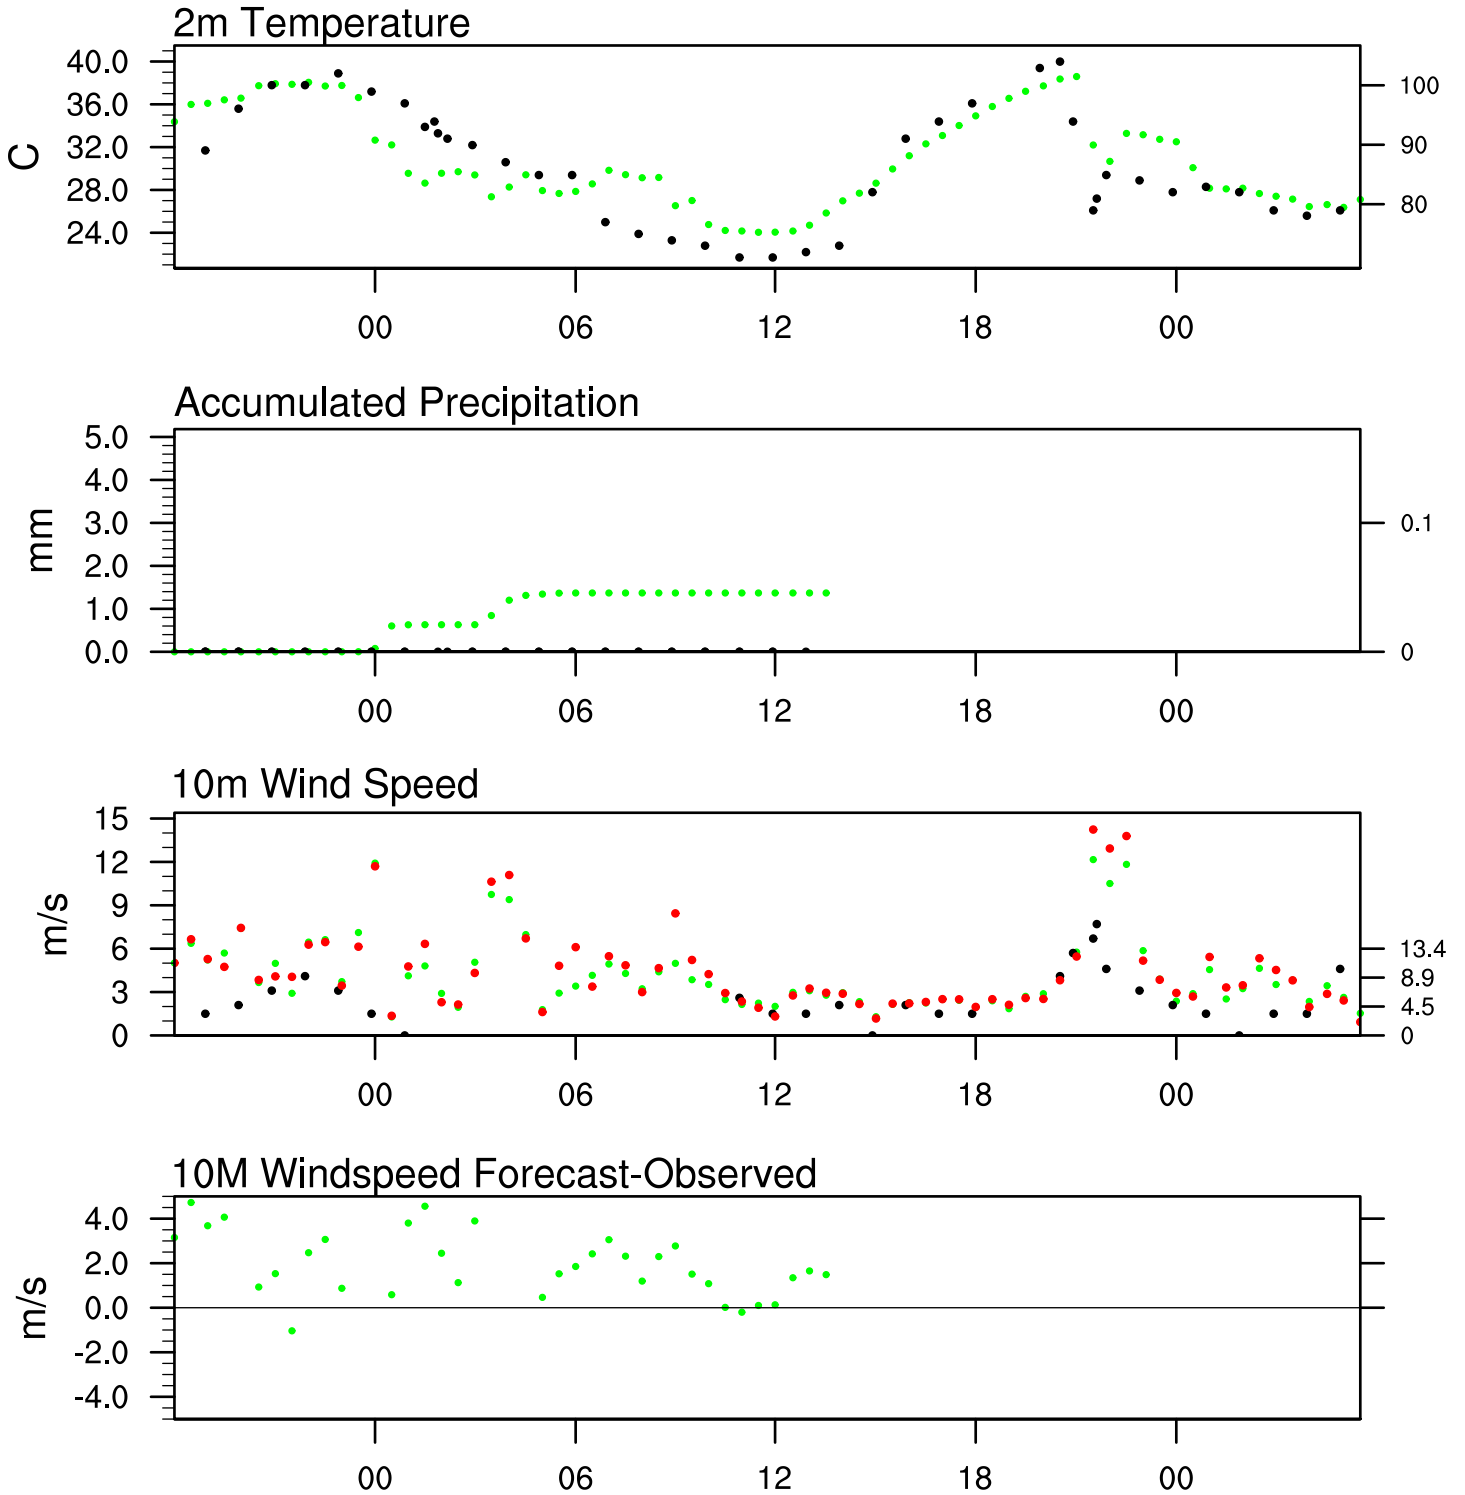 2m Temperature
40.0
36.0
32.0
28.0
24.0
C
100
90
80
00 06 12 18 00
Accumulated Precipitation
5.0
4.0
3.0
2.0
1.0
0.0
mm
0.1
0
00 06 12 18 00
10m Wind Speed
15
12
9
6
3
0
m/s
13.4
8.9
4.5
0
00 06 12 18 00
10M Windspeed Forecast-Observed
4.0
2.0
0.0
-2.0
-4.0
m/s
00 06 12 18 00